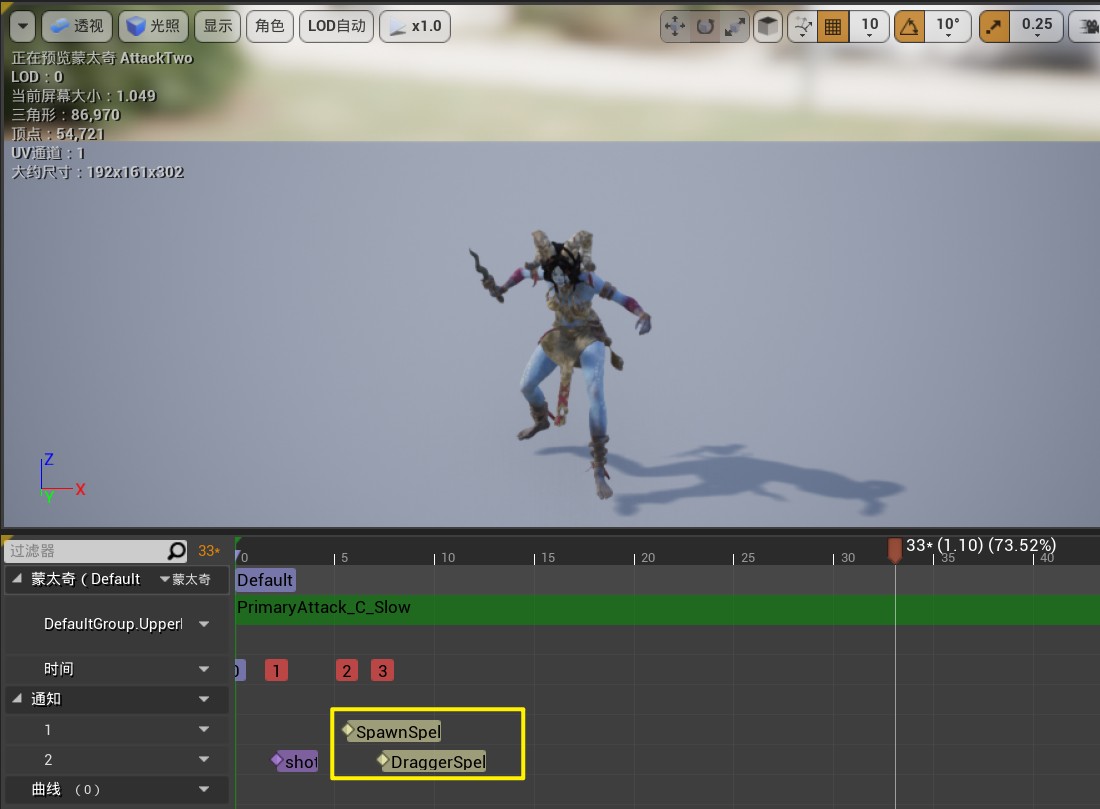 透视 光照 显示 角色 LOD自动 x1.0 10 10° 0.25
正在预览蒙太奇 AttackTwo
LOD：0
当前屏幕大小：1.049
三角形：86,970
顶点：54,721
UV通道：1
大约尺寸：192x161x302
Z
X
Y
过滤器 33*
0 5 10 15 20 25 30 35 40
33* (1.10) (73.52%)
蒙太奇 ( Default 蒙太奇
Default
PrimaryAttack_C_Slow
DefaultGroup.Upper
时间
1 2 3
通知
1
SpawnSpel
2
shot
DraggerSpel
曲线 （0）